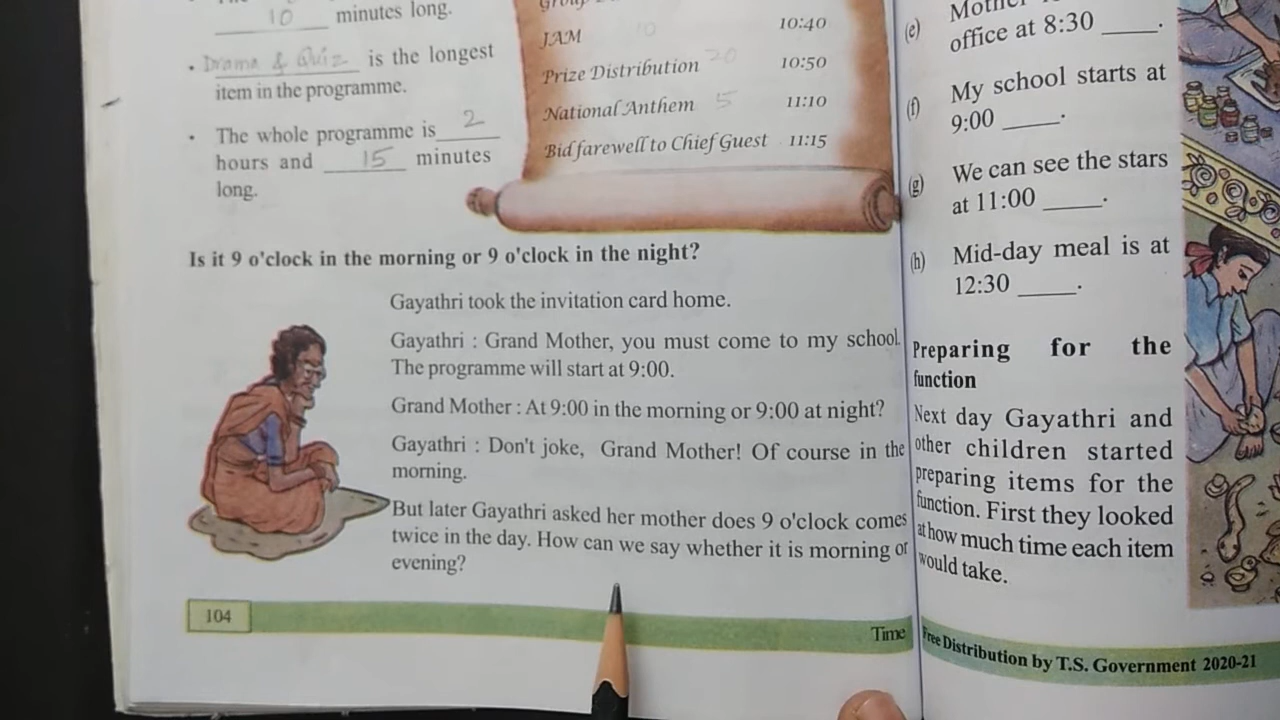 10 minutes long.
• Drama & Quiz is the longest
item in the programme.
• The whole programme is 2
hours and 15 minutes
long.
JAM 10 10:40
Prize Distribution 20 10:50
National Anthem 5 11:10
Bid farewell to Chief Guest 11:15
Is it 9 o'clock in the morning or 9 o'clock in the night?
Gayathri took the invitation card home.
Gayathri : Grand Mother, you must come to my school.
The programme will start at 9:00.
Grand Mother : At 9:00 in the morning or 9:00 at night?
Gayathri : Don't joke, Grand Mother! Of course in the
morning.
But later Gayathri asked her mother does 9 o'clock comes
twice in the day. How can we say whether it is morning or
evening?
104
Time
(e)
office at 8:30 _____.
(f) My school starts at
9:00 _____.
(g) We can see the stars
at 11:00 _____.
(h) Mid-day meal is at
12:30 _____.
Preparing for the
function
Next day Gayathri and
other children started
preparing items for the
function. First they looked
at how much time each item
would take.
Free Distribution by T.S. Government 2020-21